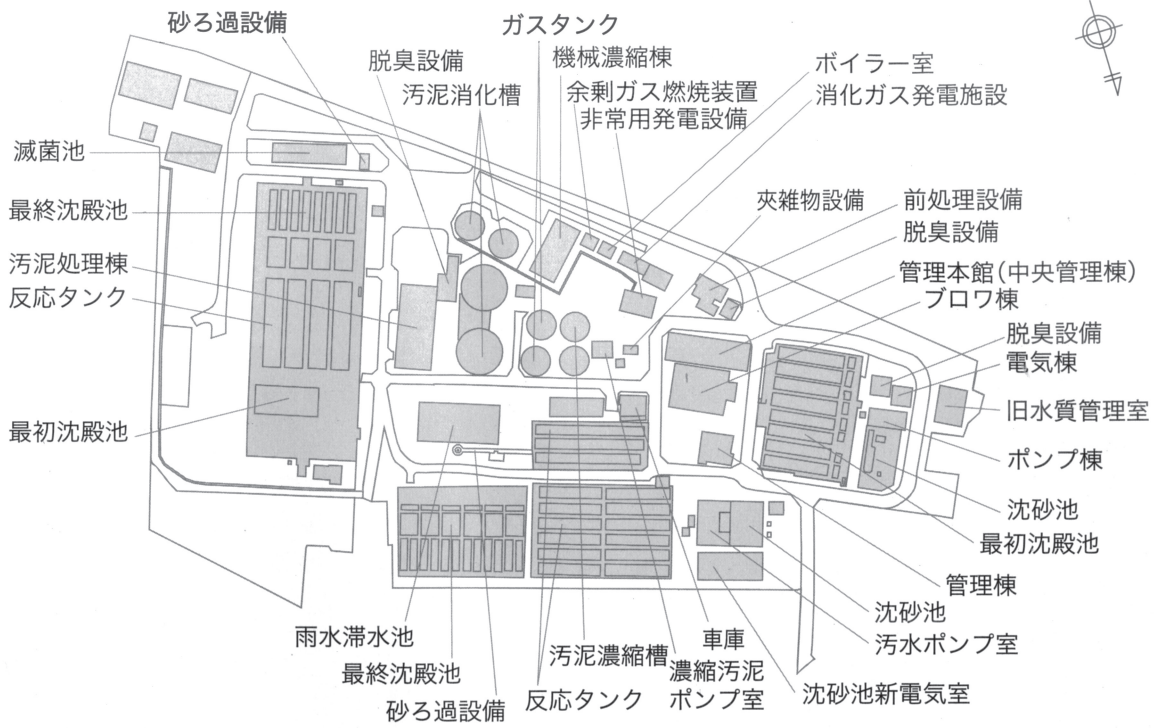 砂ろ過設備
ガスタンク
脱臭設備
機械濃縮棟
ボイラー室
汚泥消化槽
余剰ガス燃焼装置
消化ガス発電施設
非常用発電設備
滅菌池
最終沈殿池
夾雑物設備
前処理設備
脱臭設備
汚泥処理棟
管理本館(中央管理棟)
反応タンク
ブロワ棟
脱臭設備
電気棟
旧水質管理室
最初沈殿池
ポンプ棟
沈砂池
最初沈殿池
管理棟
沈砂池
汚水ポンプ室
雨水滞水池
車庫
汚泥濃縮槽
最終沈殿池
濃縮汚泥
ポンプ室
反応タンク
沈砂池新電気室
砂ろ過設備